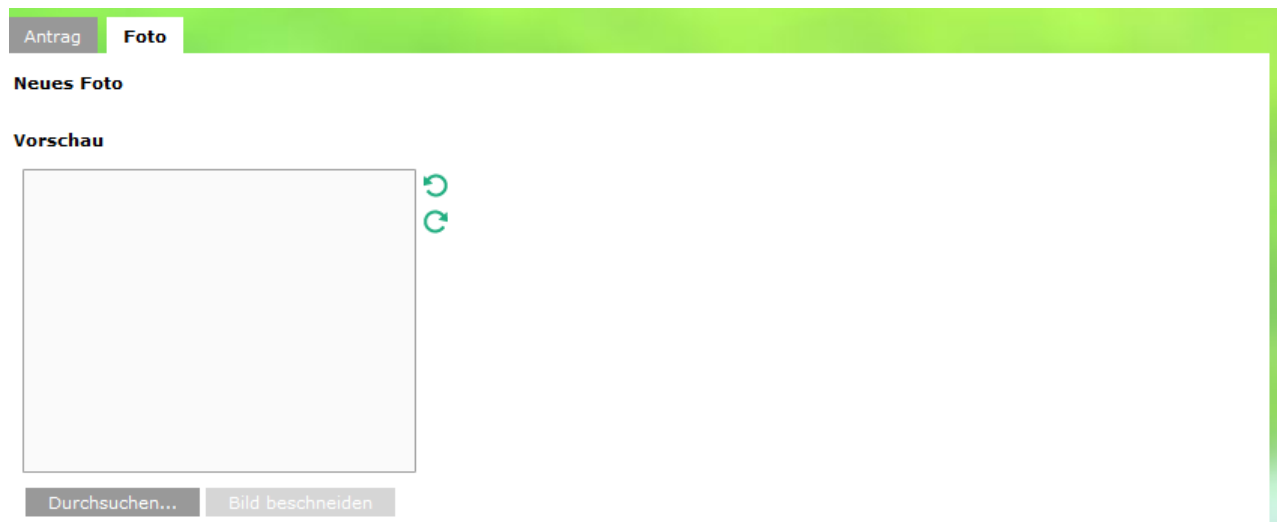 Antrag Foto
Neues Foto
Vorschau
Durchsuchen... Bild beschneiden